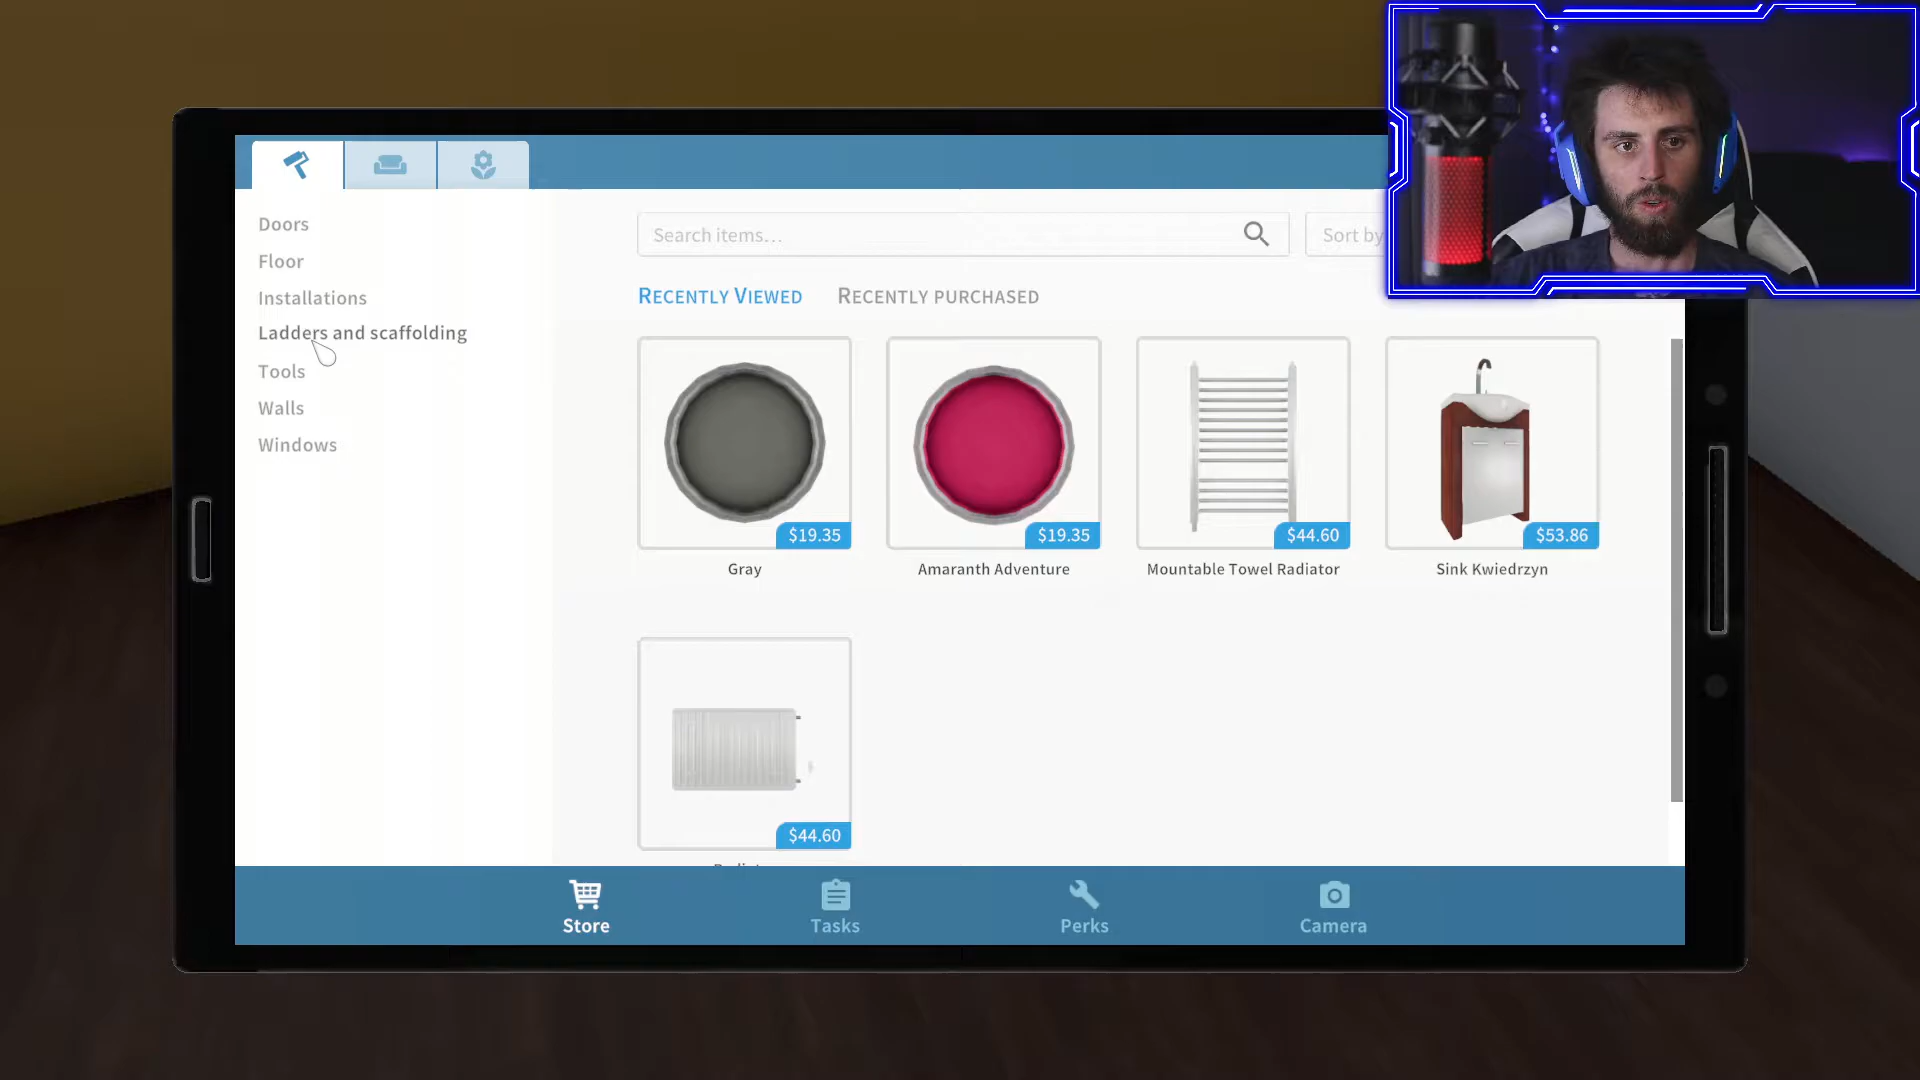 Doors
Floor
Installations
Ladders and scaffolding
Tools
Walls
Windows
Search items...
Sort by
RECENTLY VIEWED
RECENTLY PURCHASED
$19.35
Gray
$19.35
Amaranth Adventure
$44.60
Mountable Towel Radiator
$53.86
Sink Kwiedrzyn
$44.60
Store
Tasks
Perks
Camera